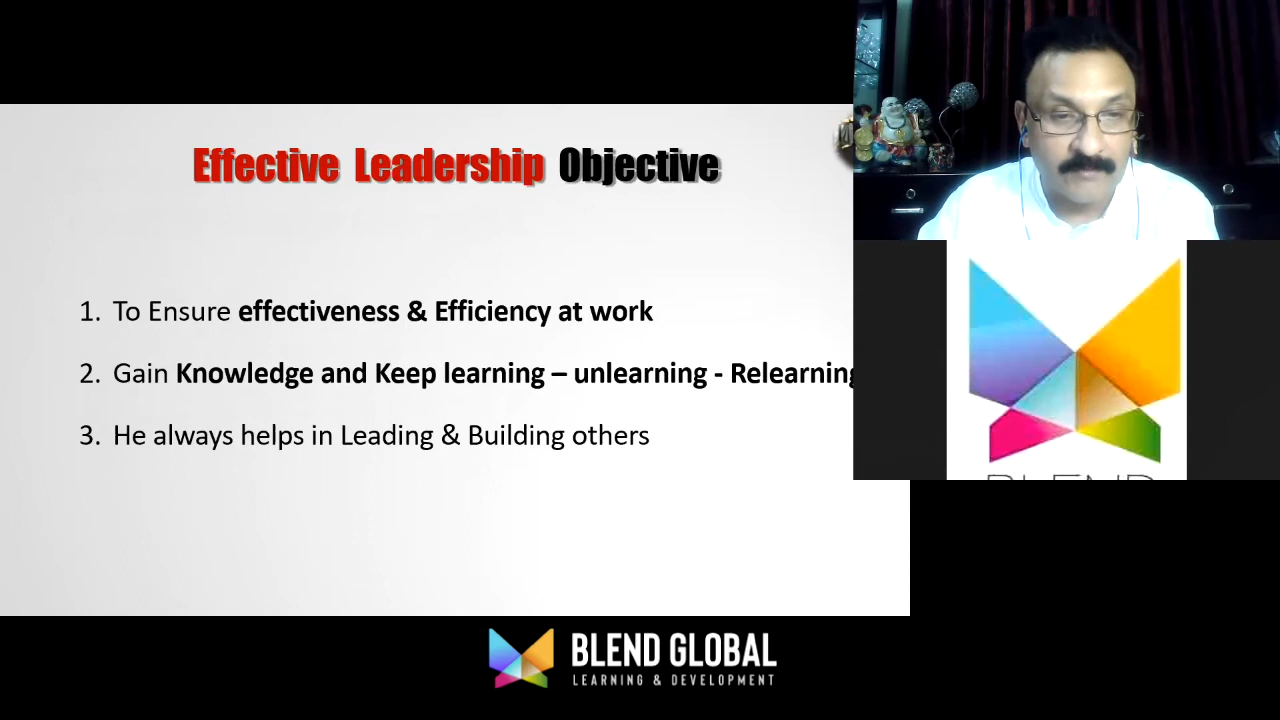 Effective Leadership Objective
1. To Ensure effectiveness & Efficiency at work
2. Gain Knowledge and Keep learning – unlearning - Relearning
3. He always helps in Leading & Building others
BLEND
BLEND GLOBAL
LEARNING & DEVELOPMENT